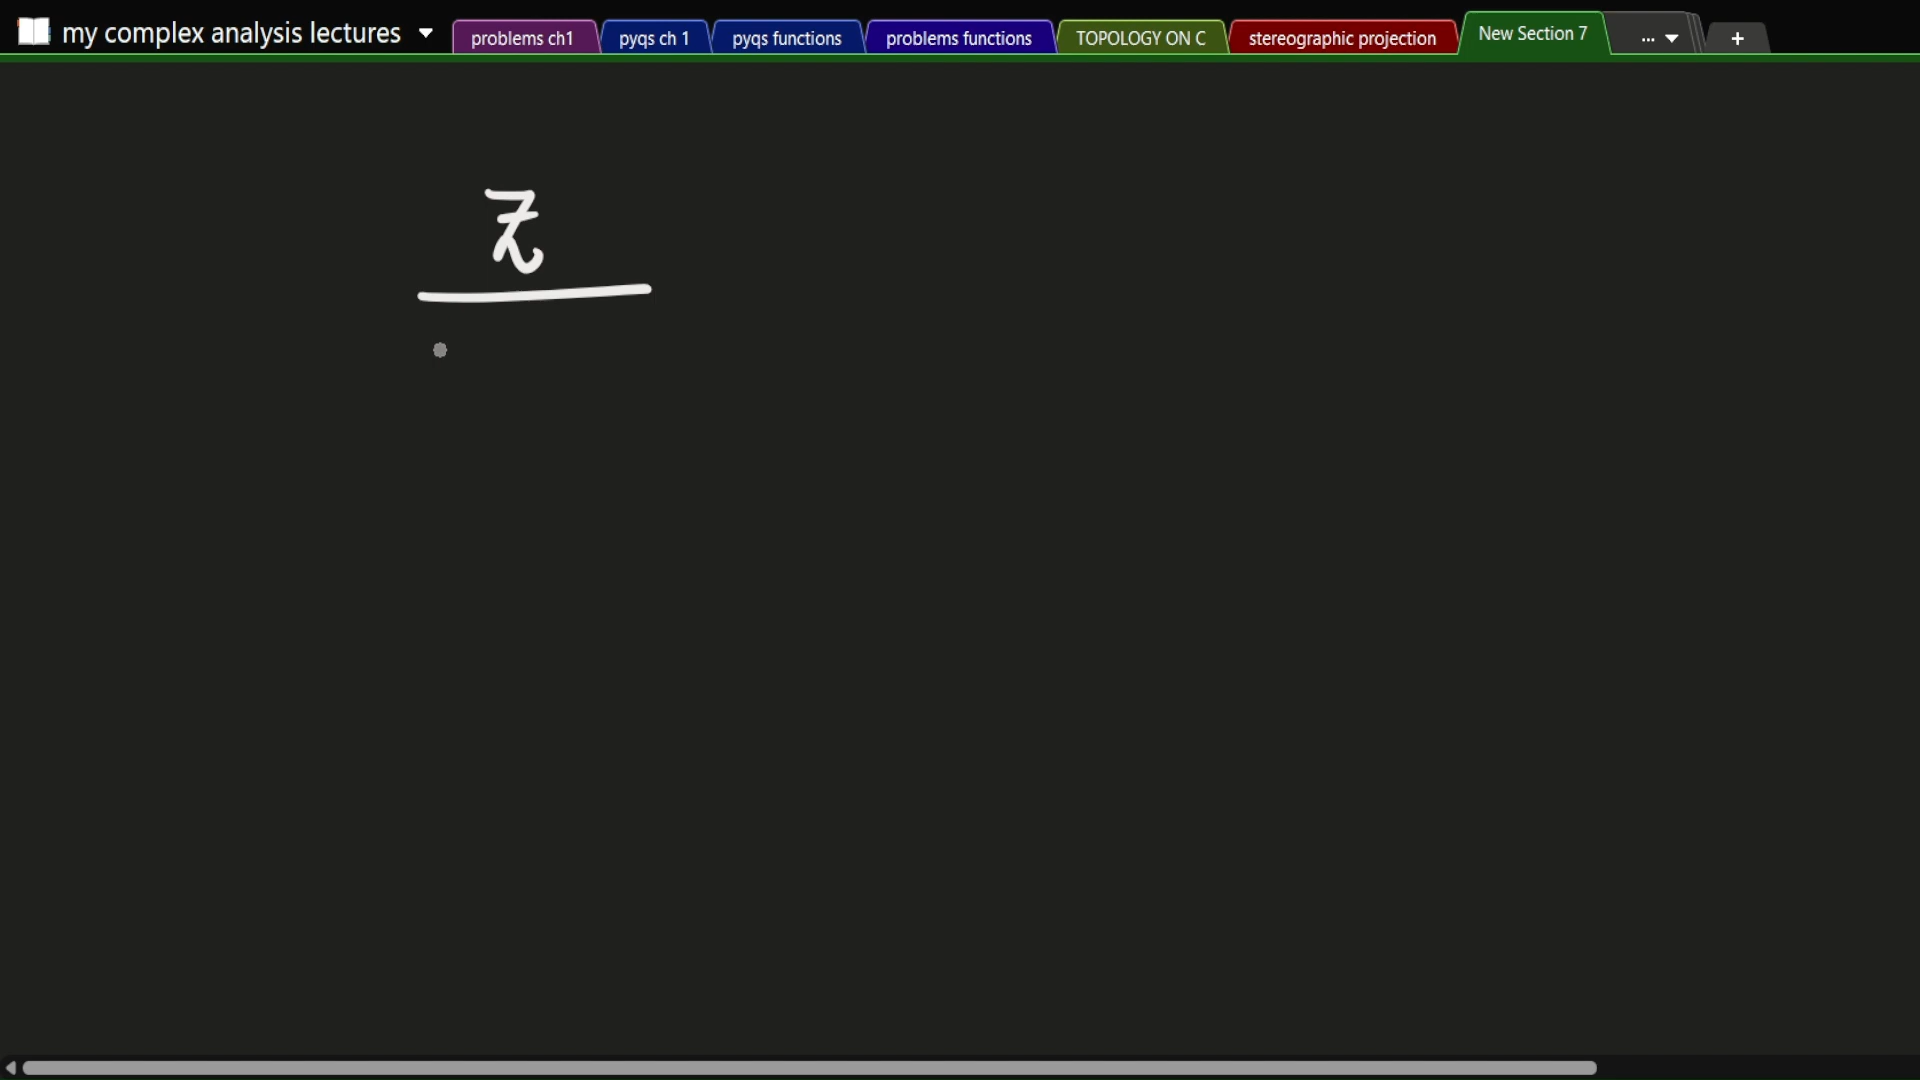 my complex analysis lectures
problems ch1
pyqs ch 1
pyqs functions
problems functions
TOPOLOGY ON C
stereographic projection
New Section 7
...
+
z